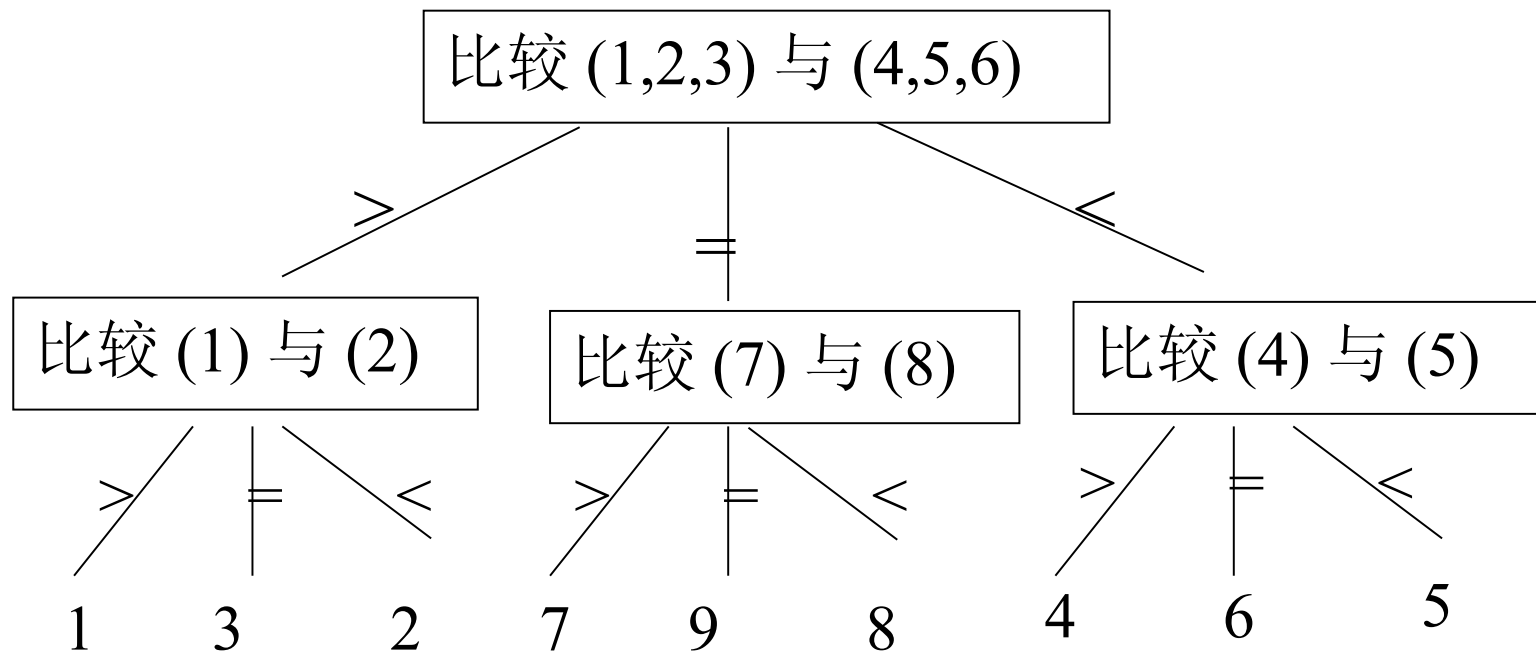 比较 (1,2,3) 与 (4,5,6)
> = <
比较 (1) 与 (2)
比较 (7) 与 (8)
比较 (4) 与 (5)
> = <
> = <
> = <
1 3 2
7 9 8
4 6 5